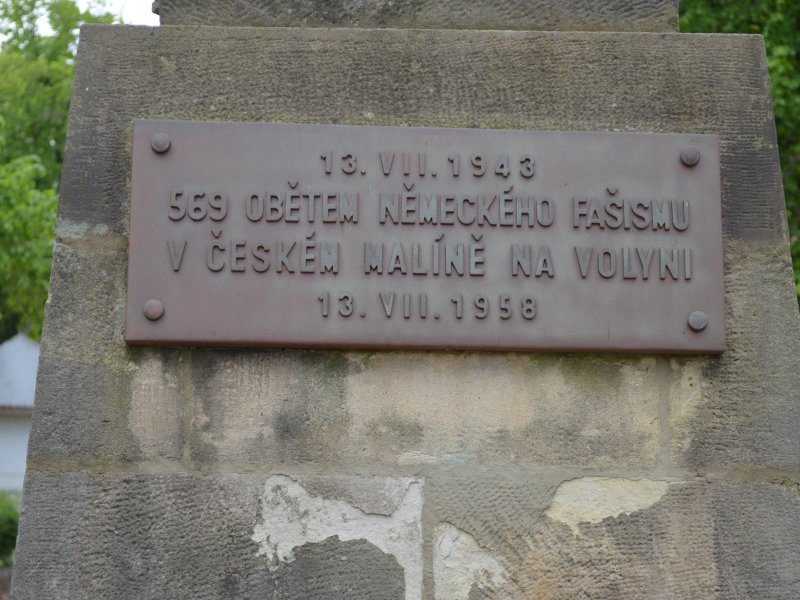 13. VII. 1943
569 OBĚTEM NĚMECKÉHO FAŠISMU
V ČESKÉM MALÍNĚ NA VOLYNI
13. VII. 1958